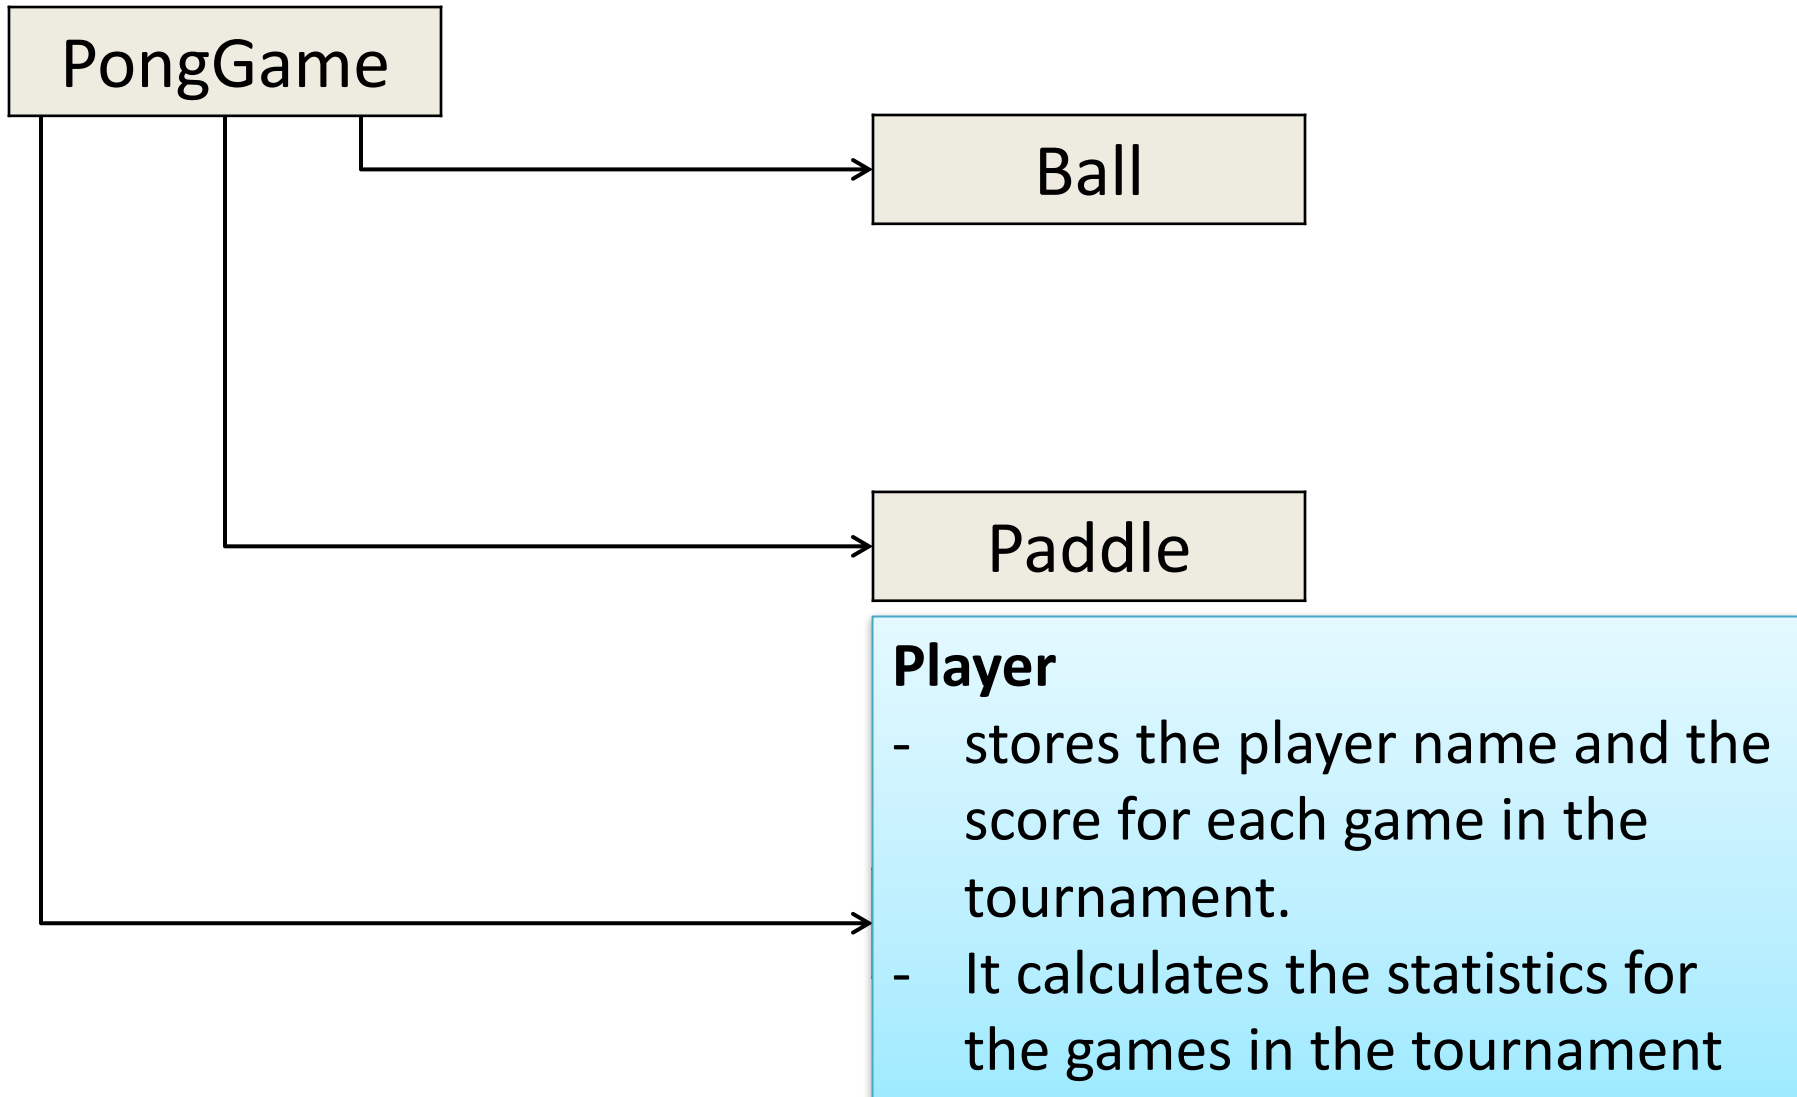 PongGame
Ball
Paddle
Player
- stores the player name and the
score for each game in the
tournament.
- It calculates the statistics for
the games in the tournament